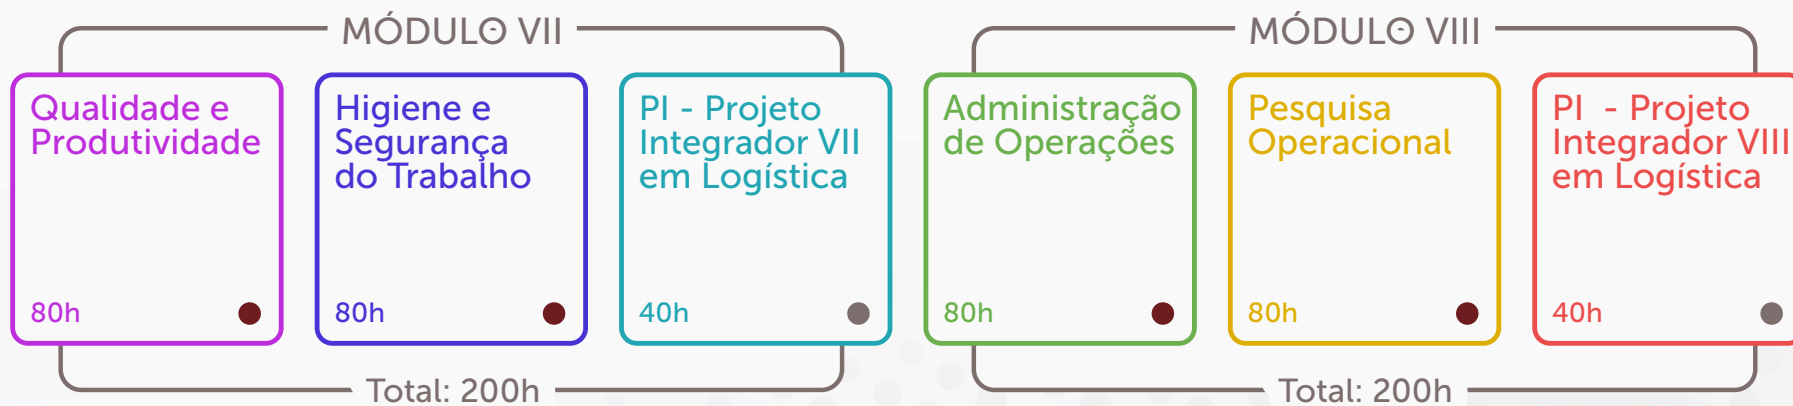 MÓDULO VII
Qualidade e
Produtividade
80h
Higiene e
Segurança
do Trabalho
80h
PI - Projeto
Integrador VII
em Logística
40h
Total: 200h
MÓDULO VIII
Administração
de Operações
80h
Pesquisa
Operacional
80h
PI - Projeto
Integrador VIII
em Logística
40h
Total: 200h